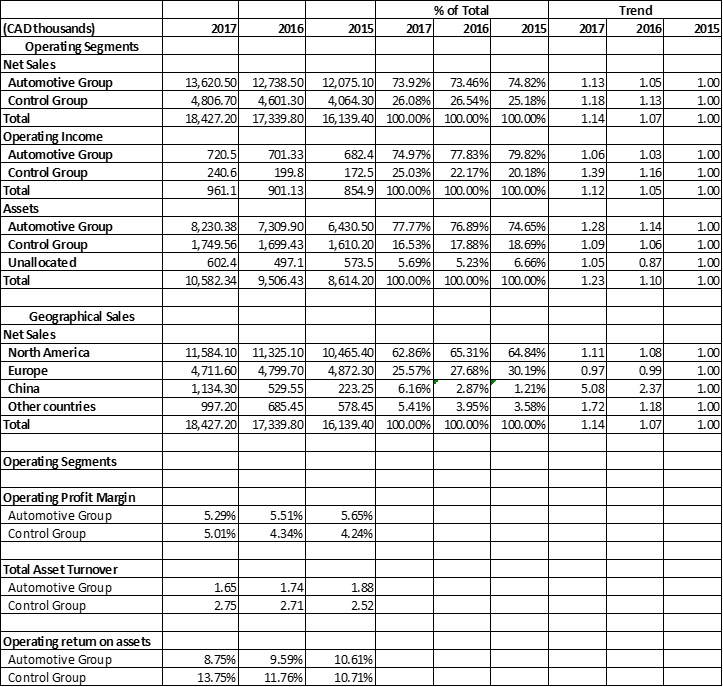 % of Total Trend
(CAD thousands) 2017 2016 2015 2017 2016 2015 2017 2016 2015
Operating Segments
Net Sales
Automotive Group 13,620.50 12,738.50 12,075.10 73.92% 73.46% 74.82% 1.13 1.05 1.00
Control Group 4,806.70 4,601.30 4,064.30 26.08% 26.54% 25.18% 1.18 1.13 1.00
Total 18,427.20 17,339.80 16,139.40 100.00% 100.00% 100.00% 1.14 1.07 1.00
Operating Income
Automotive Group 720.5 701.33 682.4 74.97% 77.83% 79.82% 1.06 1.03 1.00
Control Group 240.6 199.8 172.5 25.03% 22.17% 20.18% 1.39 1.16 1.00
Total 961.1 901.13 854.9 100.00% 100.00% 100.00% 1.12 1.05 1.00
Assets
Automotive Group 8,230.38 7,309.90 6,430.50 77.77% 76.89% 74.65% 1.28 1.14 1.00
Control Group 1,749.56 1,699.43 1,610.20 16.53% 17.88% 18.69% 1.09 1.06 1.00
Unallocated 602.4 497.1 573.5 5.69% 5.23% 6.66% 1.05 0.87 1.00
Total 10,582.34 9,506.43 8,614.20 100.00% 100.00% 100.00% 1.23 1.10 1.00
Geographical Sales
Net Sales
North America 11,584.10 11,325.10 10,465.40 62.86% 65.31% 64.84% 1.11 1.08 1.00
Europe 4,711.60 4,799.70 4,872.30 25.57% 27.68% 30.19% 0.97 0.99 1.00
China 1,134.30 529.55 223.25 6.16% 2.87% 1.21% 5.08 2.37 1.00
Other countries 997.20 685.45 578.45 5.41% 3.95% 3.58% 1.72 1.18 1.00
Total 18,427.20 17,339.80 16,139.40 100.00% 100.00% 100.00% 1.14 1.07 1.00
Operating Segments
Operating Profit Margin
Automotive Group 5.29% 5.51% 5.65%
Control Group 5.01% 4.34% 4.24%
Total Asset Turnover
Automotive Group 1.65 1.74 1.88
Control Group 2.75 2.71 2.52
Operating return on assets
Automotive Group 8.75% 9.59% 10.61%
Control Group 13.75% 11.76% 10.71%